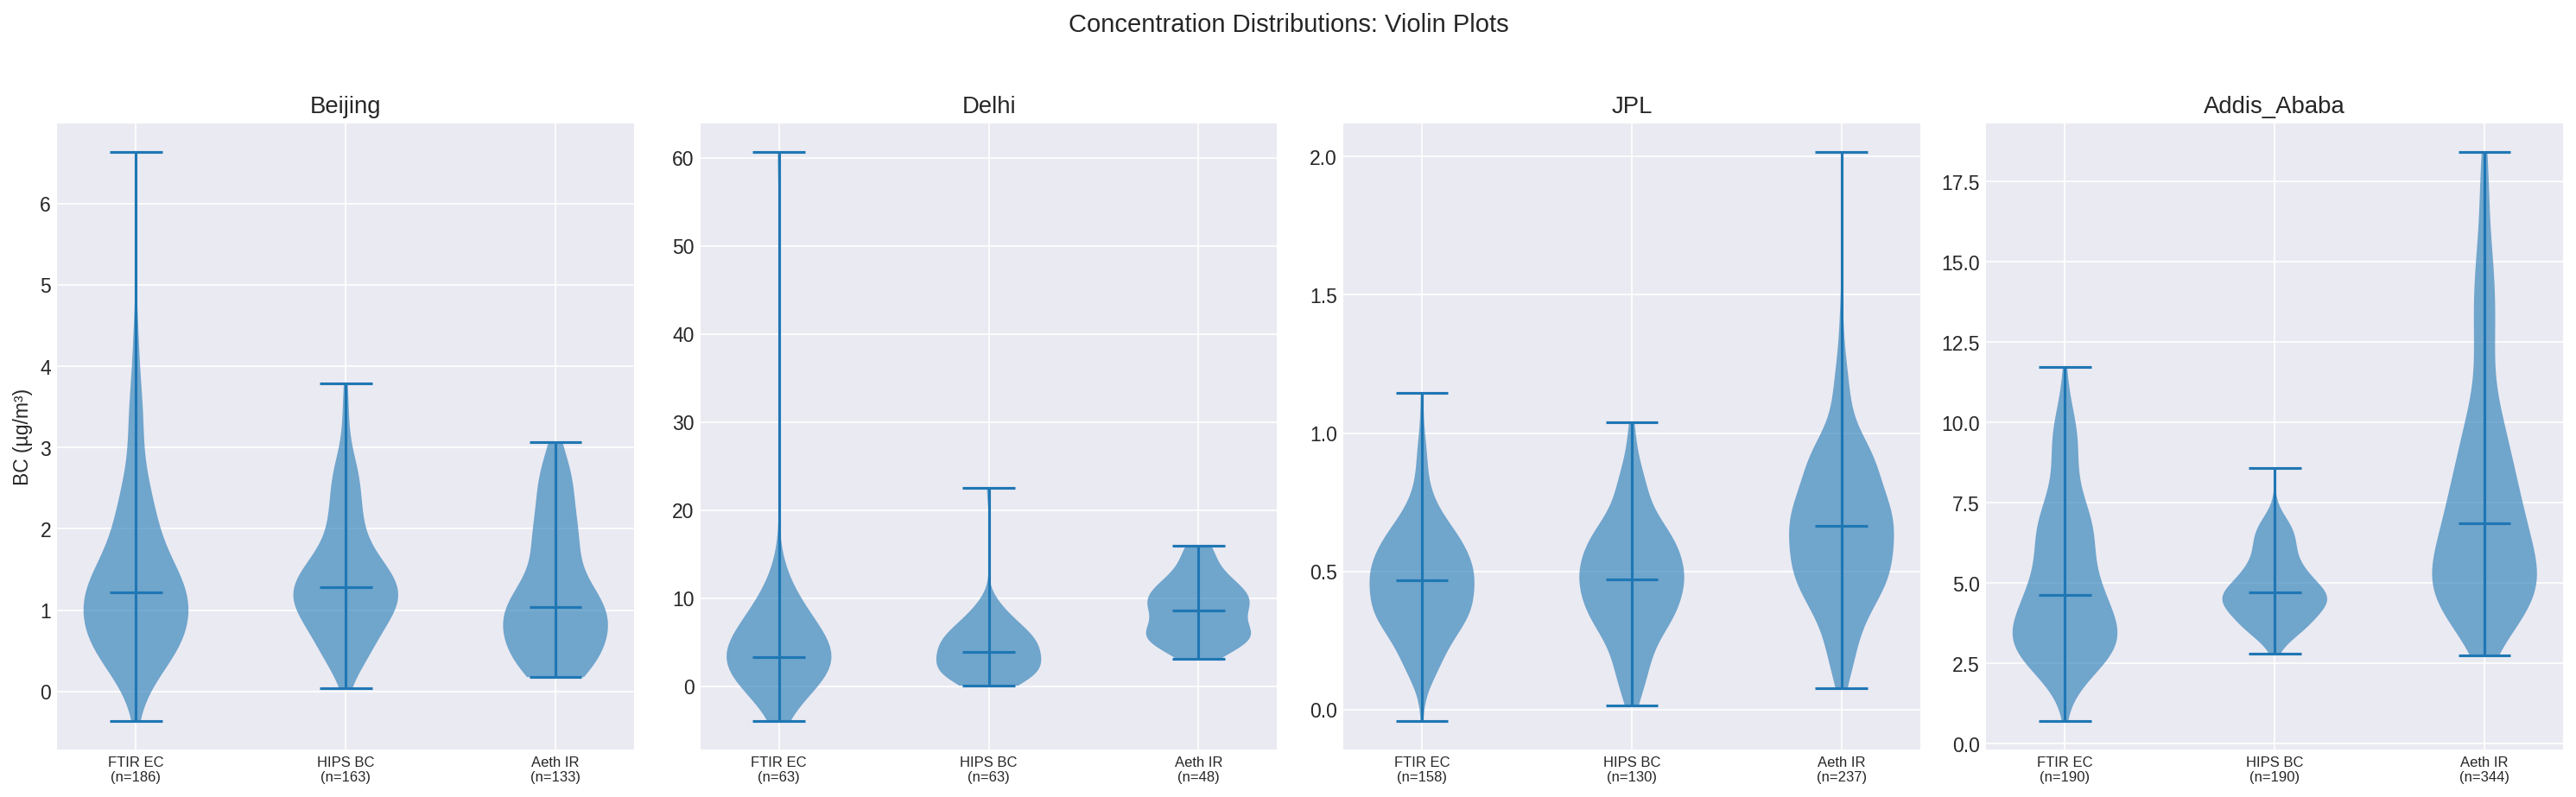 Concentration Distributions: Violin Plots
Beijing
BC (µg/m³)
6
5
4
3
2
1
0
FTIR EC
(n=186)
HIPS BC
(n=163)
Aeth IR
(n=133)
Delhi
60
50
40
30
20
10
0
FTIR EC
(n=63)
HIPS BC
(n=63)
Aeth IR
(n=48)
JPL
2.0
1.5
1.0
0.5
0.0
FTIR EC
(n=158)
HIPS BC
(n=130)
Aeth IR
(n=237)
Addis_Ababa
17.5
15.0
12.5
10.0
7.5
5.0
2.5
0.0
FTIR EC
(n=190)
HIPS BC
(n=190)
Aeth IR
(n=344)